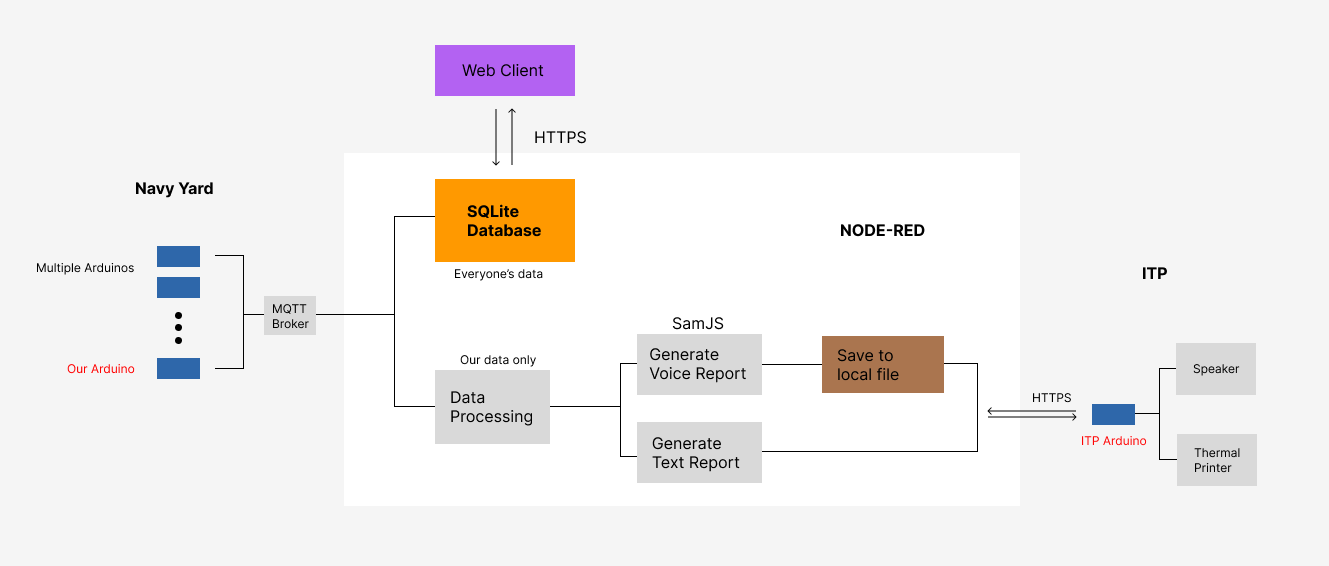 Web Client
HTTPS
Navy Yard
SQLite
Database
NODE-RED
Multiple Arduinos
Everyone's data
ITP
MQTT
Broker
SamJS
Our data only
Generate
Voice Report
Save to
local file
Our Arduino
Speaker
Data
Processing
HTTPS
Generate
Text Report
ITP Arduino
Thermal
Printer